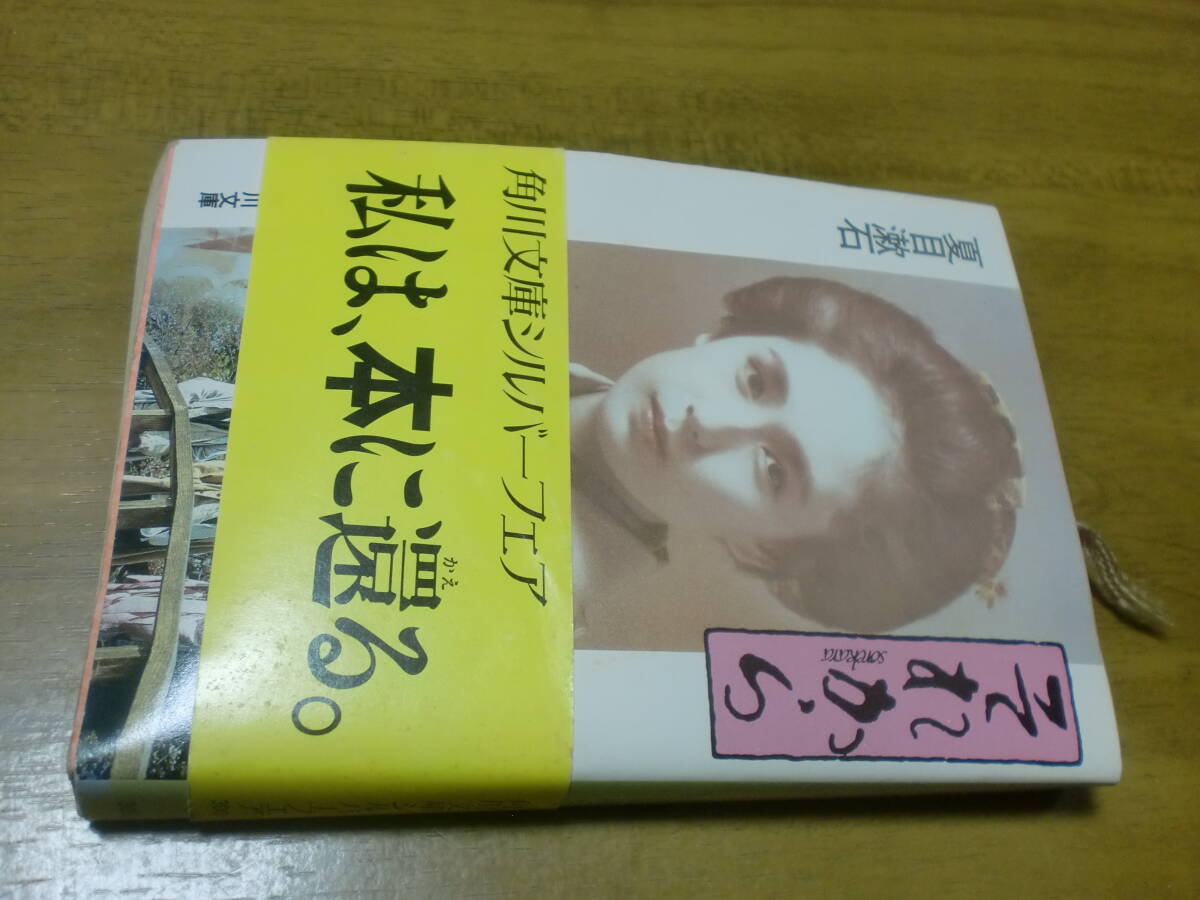 夏目漱石
それから
sorekara
角川文庫シルバーフェア
私は、本に還る。
かえ
川文庫